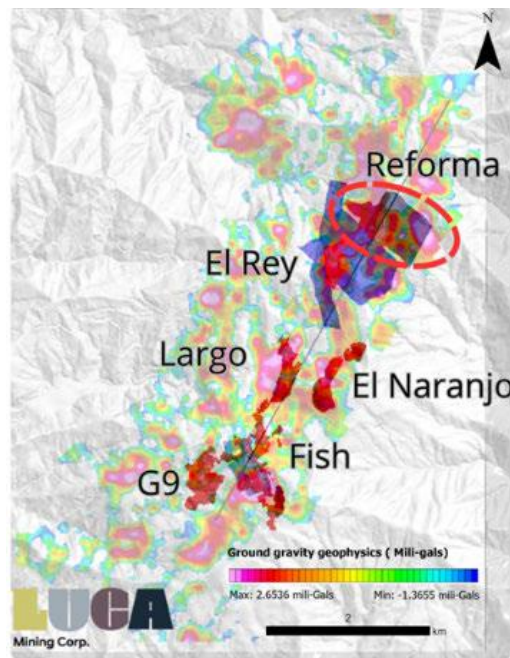 N
Reforma
El Rey
Largo
El Naranjo
Fish
G9
Ground gravity geophysics ( Mili-gals)
Max: 2.6536 mili-Gals Min: -1.3655 mili-Gals
2
km
LUCA
Mining Corp.